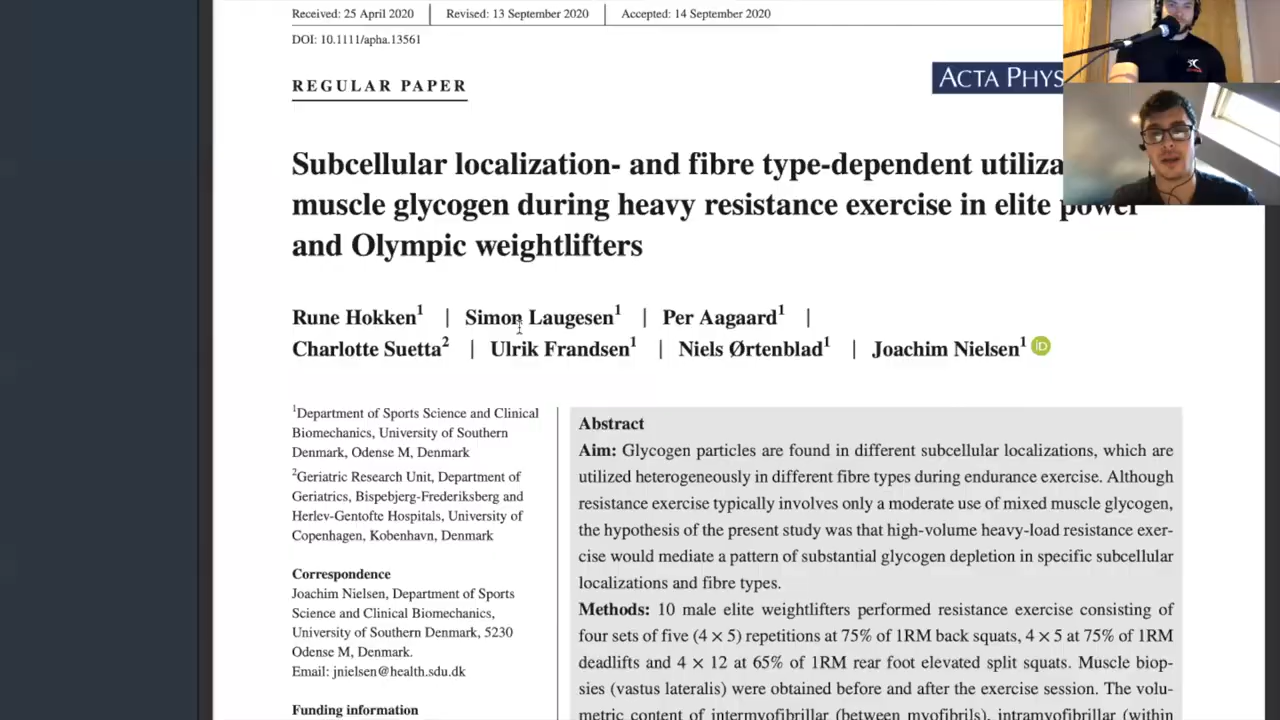 Received: 25 April 2020 | Revised: 13 September 2020 | Accepted: 14 September 2020
DOI: 10.1111/apha.13561
REGULAR PAPER
ACTA PHYS
Subcellular localization- and fibre type-dependent utiliza
muscle glycogen during heavy resistance exercise in elite power
and Olympic weightlifters
Rune Hokken1 | Simon Laugesen1 | Per Aagaard1 |
Charlotte Suetta2 | Ulrik Frandsen1 | Niels Ørtenblad1 | Joachim Nielsen1 iD
1Department of Sports Science and Clinical
Biomechanics, University of Southern
Denmark, Odense M, Denmark
2Geriatric Research Unit, Department of
Geriatrics, Bispebjerg-Frederiksberg and
Herlev-Gentofte Hospitals, University of
Copenhagen, Kobenhavn, Denmark
Correspondence
Joachim Nielsen, Department of Sports
Science and Clinical Biomechanics,
University of Southern Denmark, 5230
Odense M, Denmark.
Email: jnielsen@health.sdu.dk
Funding information
Abstract
Aim: Glycogen particles are found in different subcellular localizations, which are
utilized heterogeneously in different fibre types during endurance exercise. Although
resistance exercise typically involves only a moderate use of mixed muscle glycogen,
the hypothesis of the present study was that high-volume heavy-load resistance exer-
cise would mediate a pattern of substantial glycogen depletion in specific subcellular
localizations and fibre types.
Methods: 10 male elite weightlifters performed resistance exercise consisting of
four sets of five (4 × 5) repetitions at 75% of 1RM back squats, 4 × 5 at 75% of 1RM
deadlifts and 4 × 12 at 65% of 1RM rear foot elevated split squats. Muscle biop-
sies (vastus lateralis) were obtained before and after the exercise session. The volu-
metric content of intermyofibrillar (between myofibrils), intramyofibrillar (within